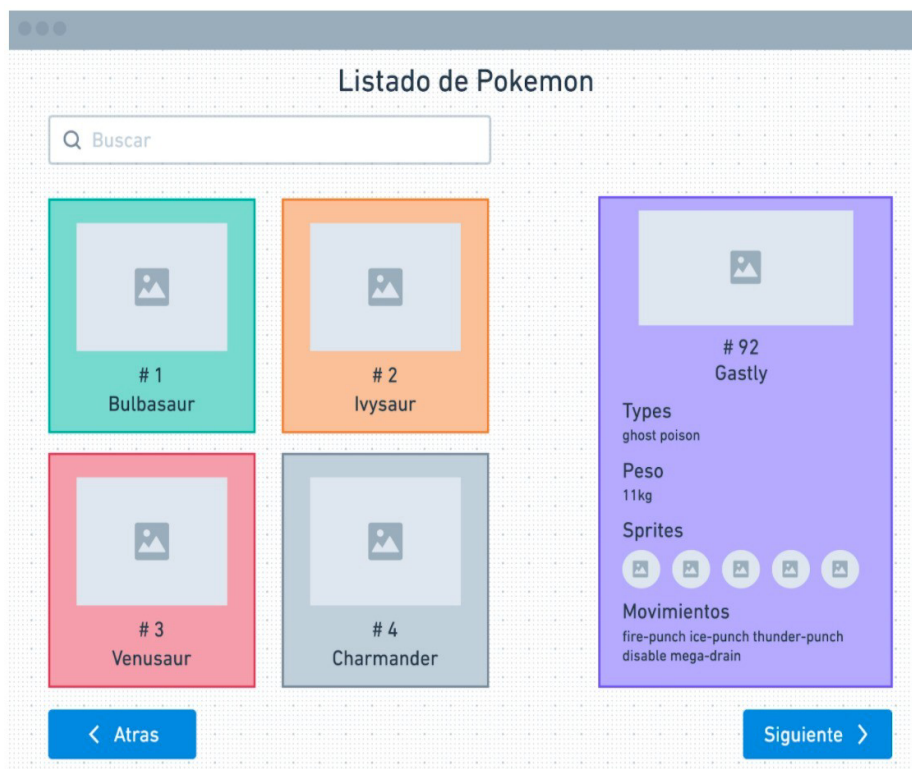 Listado de Pokemon
Buscar
# 1
Bulbasaur
# 2
Ivysaur
# 3
Venusaur
# 4
Charmander
# 92
Gastly
Types
ghost poison
Peso
11kg
Sprites
Movimientos
fire-punch ice-punch thunder-punch
disable mega-drain
Atras
Siguiente